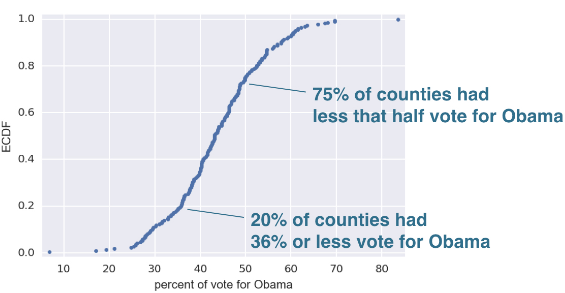 1.0
0.8
75% of counties had
less that half vote for Obama
0.6
ECDF
0.4
0.2
20% of counties had
36% or less vote for Obama
0.0
10 20 30 40 50 60 70 80
percent of vote for Obama